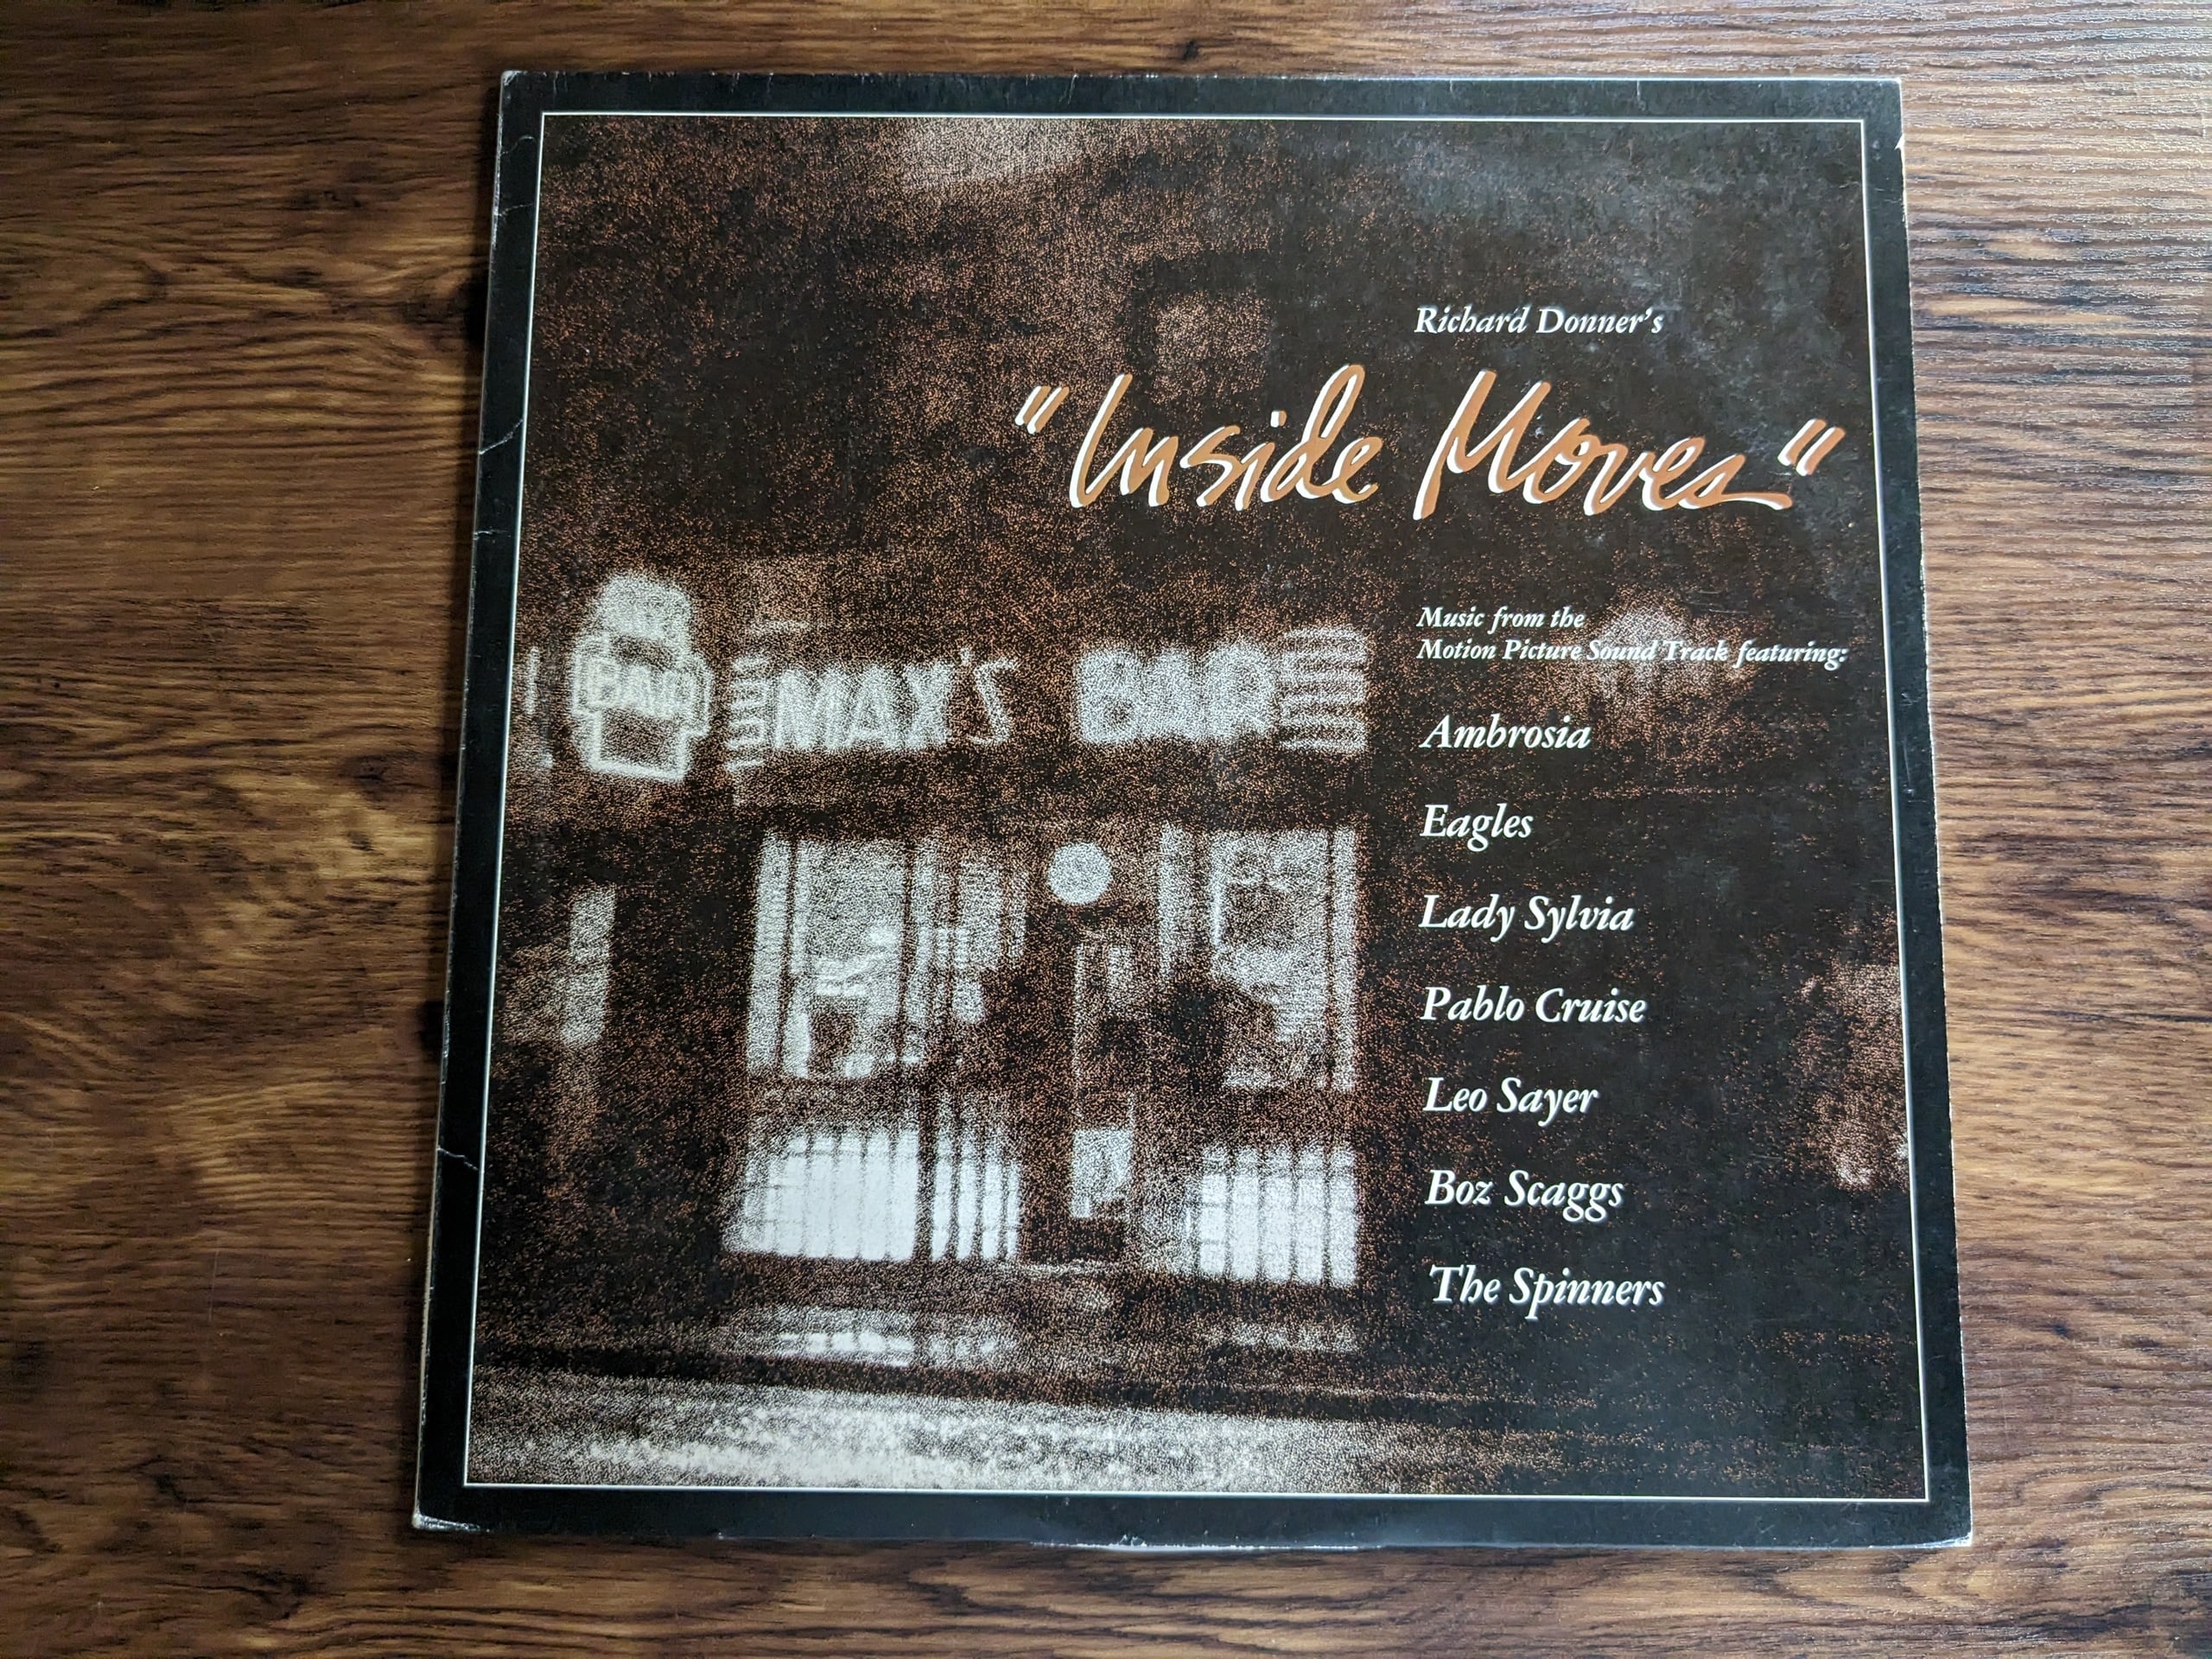 Richard Donner's
"Inside Moves"
Music from the
Motion Picture Sound Track featuring:
Ambrosia
Eagles
Lady Sylvia
Pablo Cruise
Leo Sayer
Boz Scaggs
The Spinners
BAR
MAX'S BAR